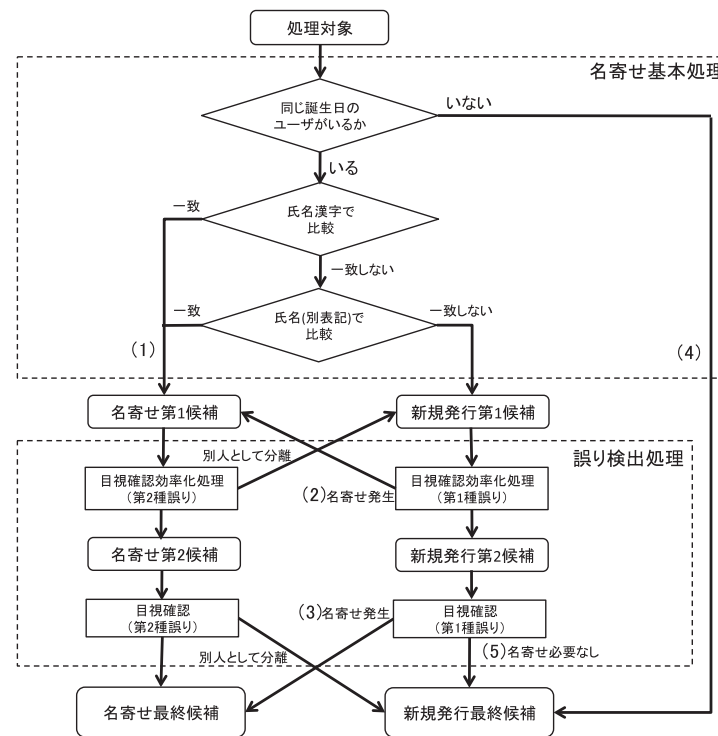 処理対象
名寄せ基本処理
同じ誕生日の
ユーザがいるか
いない
いる
一致
氏名漢字で
比較
一致しない
一致
氏名(別表記)で
比較
一致しない
(1)
(4)
名寄せ第1候補
新規発行第1候補
別人として分離
誤り検出処理
目視確認効率化処理
(第2種誤り)
(2)名寄せ発生
目視確認効率化処理
(第1種誤り)
名寄せ第2候補
新規発行第2候補
目視確認
(第2種誤り)
(3)名寄せ発生
目視確認
(第1種誤り)
別人として分離
(5)名寄せ必要なし
名寄せ最終候補
新規発行最終候補